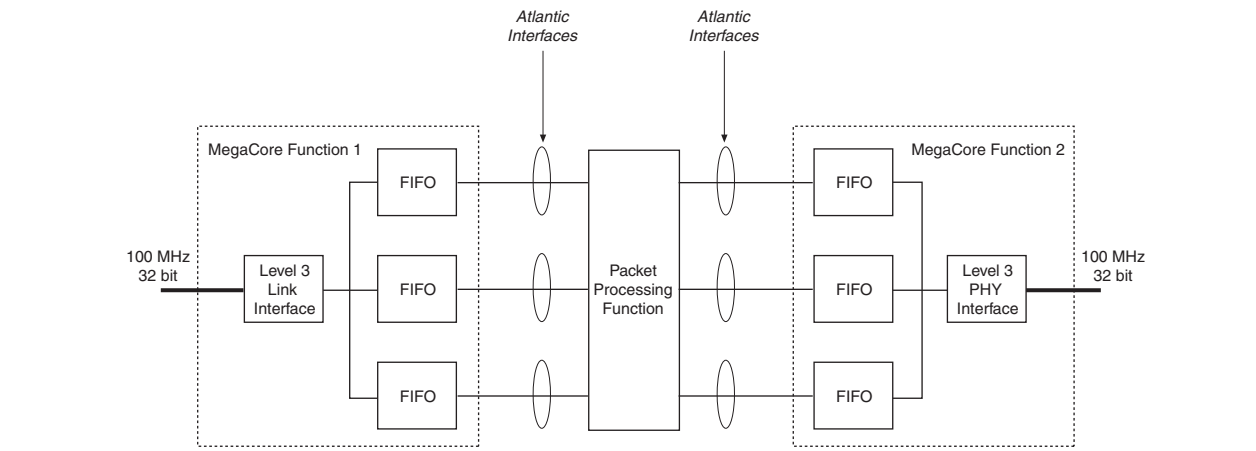 Atlantic
Interfaces
Atlantic
Interfaces
MegaCore Function 1
MegaCore Function 2
FIFO
FIFO
100 MHz
32 bit
Level 3
Link
Interface
FIFO
Packet
Processing
Function
FIFO
Level 3
PHY
Interface
100 MHz
32 bit
FIFO
FIFO